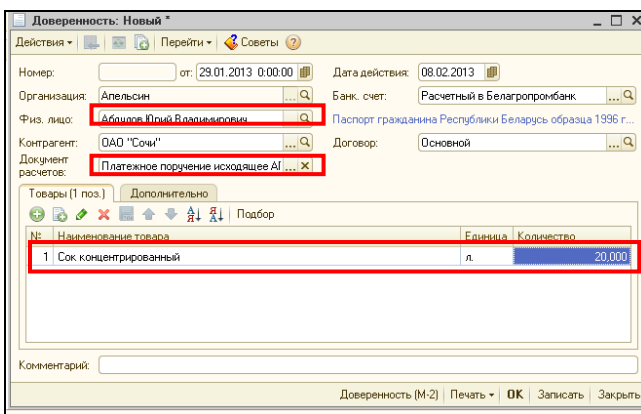 Доверенность: Новый *
Действия Перейти Советы
Номер: от: 29.01.2013 0:00:00 Дата действия: 08.02.2013
Организация: Апельсин ... Банк. счет: Расчетный в Белагропромбанк ...
Физ. лицо: Юрий Владимирович Паспорт гражданина Республики Беларусь образца 1996 г...
Контрагент: ОАО "Сочи" ... Договор: Основной ...
Документ
расчетов: Платежное поручение исходящее АГ ...
Товары (1 поз.) Дополнительно
Подбор
№ Наименование товара Единица Количество
1 Сок концентрированный л. 20,000
Комментарий:
Доверенность (М-2) Печать OK Записать Закрыть